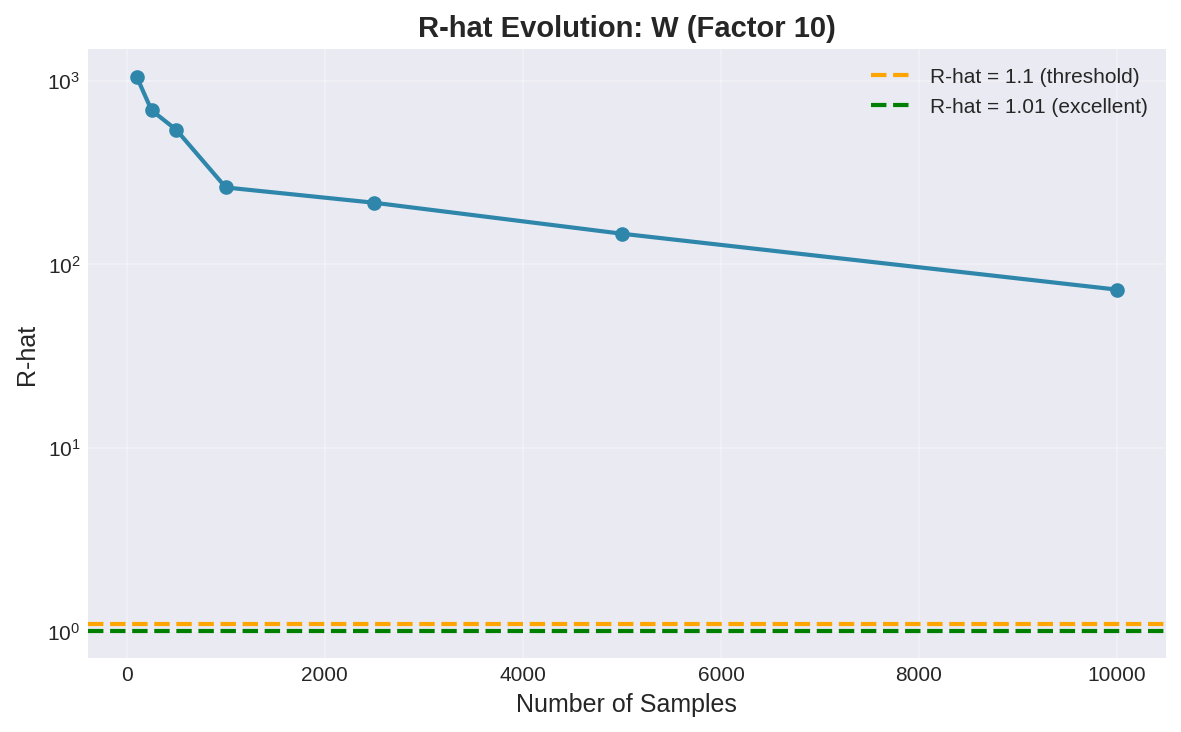 R-hat Evolution: W (Factor 10)
R-hat = 1.1 (threshold)
R-hat = 1.01 (excellent)
10³
10²
10¹
10⁰
R-hat
0 2000 4000 6000 8000 10000
Number of Samples